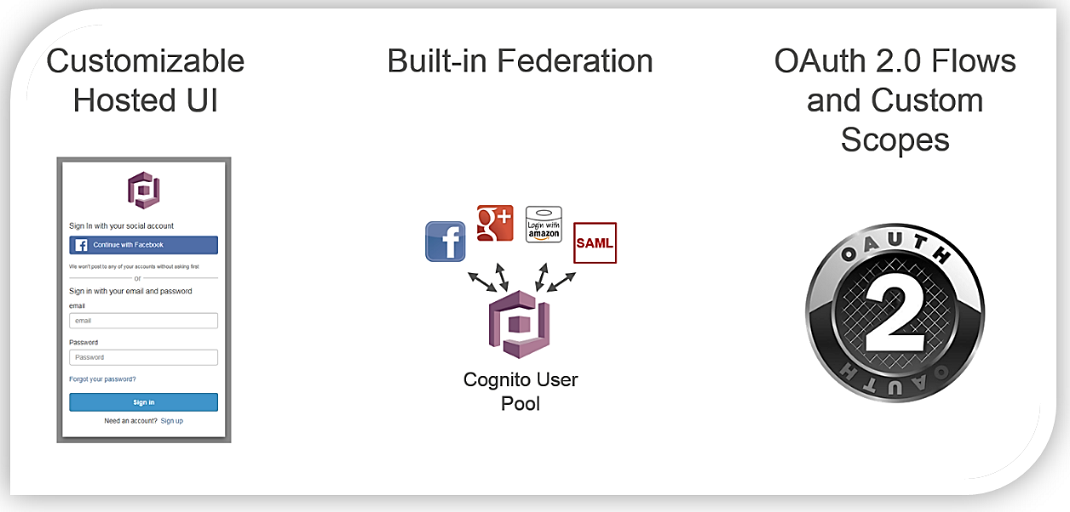 Customizable
Hosted UI
Sign In with your social account
f Continue with Facebook
We won't post to any of your accounts without asking first
or
Sign in with your email and password
email
email
Password
Password
Forgot your password?
Sign in
Need an account? Sign up
Built-in Federation
f
g+
Login with
amazon
SAML
Cognito User
Pool
OAuth 2.0 Flows
and Custom
Scopes
OAUTH
2
OAUTH